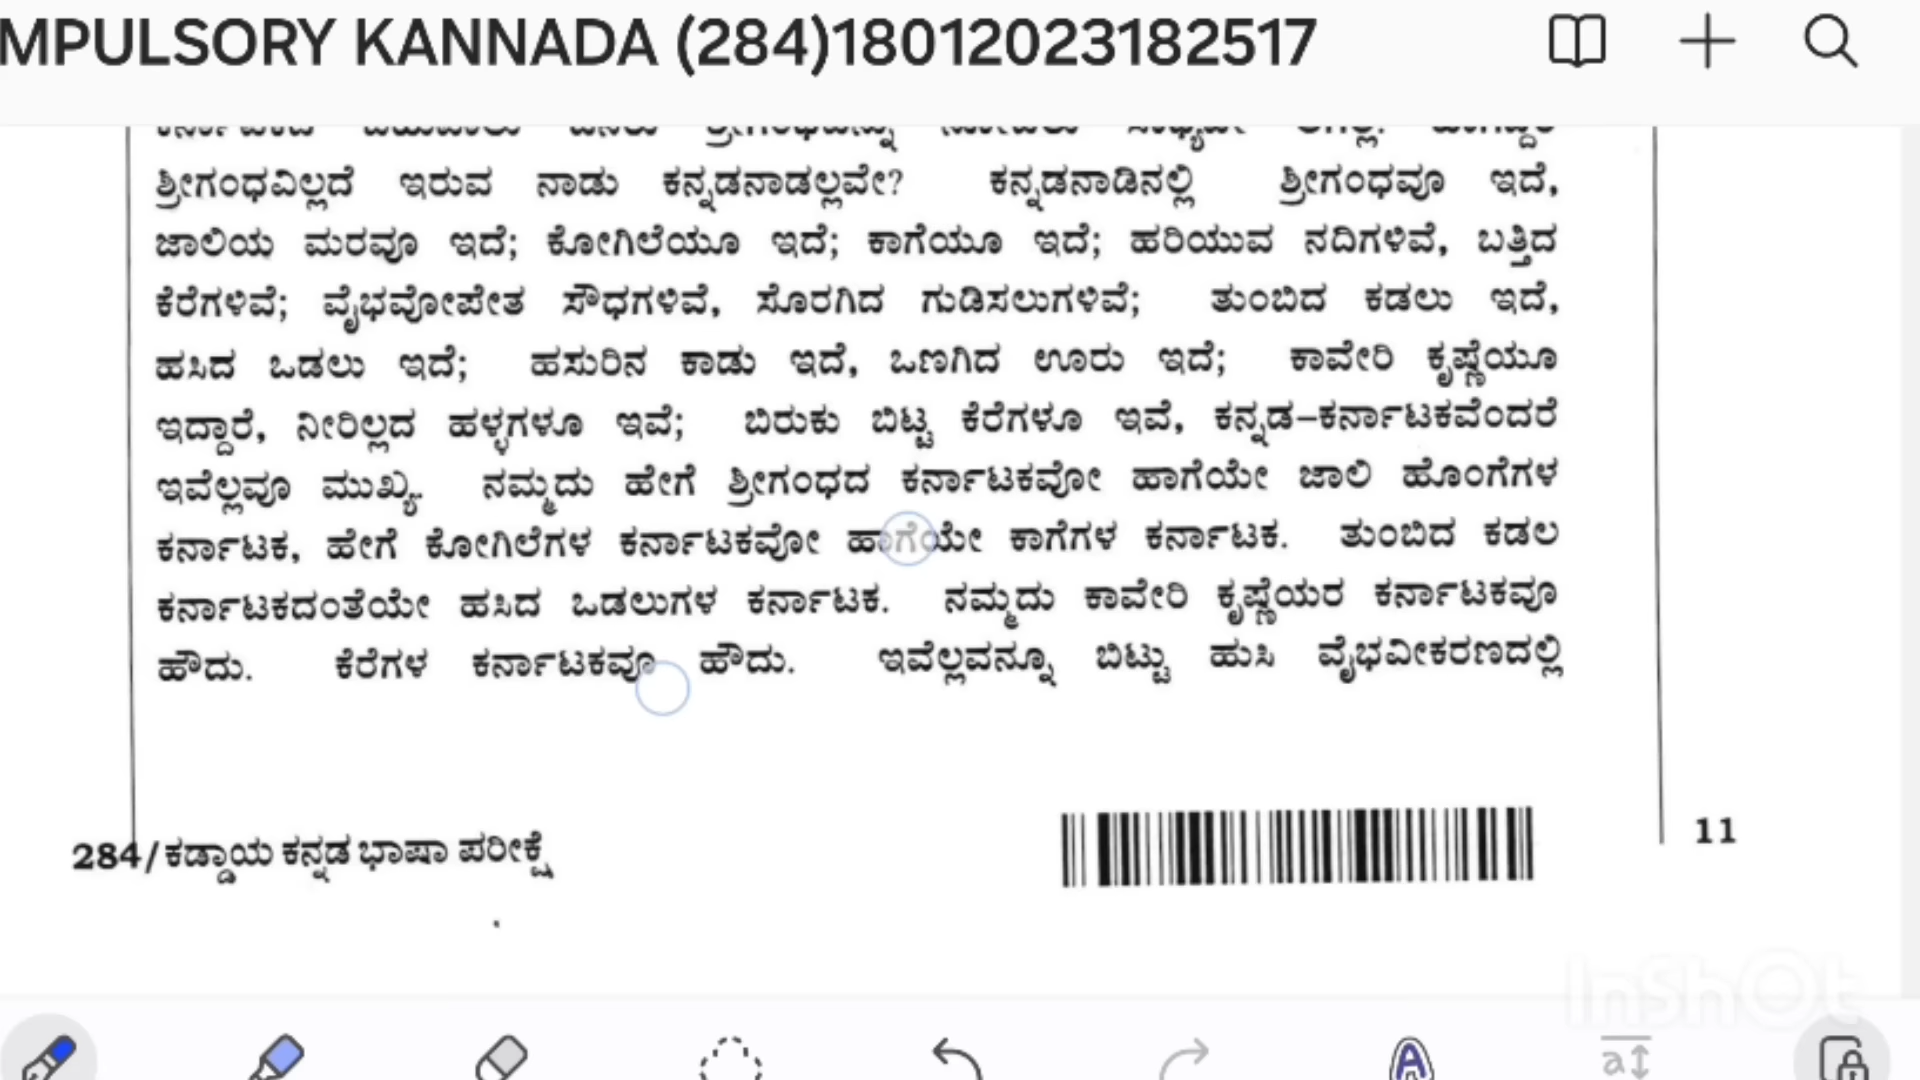 MPULSORY KANNADA (284)18012023182517
ಶ್ರೀಗಂಧವಿಲ್ಲದೆ ಇರುವ ನಾಡು ಕನ್ನಡನಾಡಲ್ಲವೇ? ಕನ್ನಡನಾಡಿನಲ್ಲಿ ಶ್ರೀಗಂಧವೂ ಇದೆ,
ಜಾಲಿಯ ಮರವೂ ಇದೆ; ಕೋಗಿಲೆಯೂ ಇದೆ; ಕಾಗೆಯೂ ಇದೆ; ಹರಿಯುವ ನದಿಗಳಿವೆ, ಬತ್ತಿದ
ಕೆರೆಗಳಿವೆ; ವೈಭವೋಪೇತ ಸೌಧಗಳಿವೆ, ಸೊರಗಿದ ಗುಡಿಸಲುಗಳಿವೆ; ತುಂಬಿದ ಕಡಲು ಇದೆ,
ಹಸಿದ ಒಡಲು ಇದೆ; ಹಸುರಿನ ಕಾಡು ಇದೆ, ಒಣಗಿದ ಊರು ಇದೆ; ಕಾವೇರಿ ಕೃಷ್ಣೆಯೂ
ಇದ್ದಾರೆ, ನೀರಿಲ್ಲದ ಹಳ್ಳಗಳೂ ಇವೆ; ಬಿರುಕು ಬಿಟ್ಟ ಕೆರೆಗಳೂ ಇವೆ, ಕನ್ನಡ–ಕರ್ನಾಟಕವೆಂದರೆ
ಇವೆಲ್ಲವೂ ಮುಖ್ಯ. ನಮ್ಮದು ಹೇಗೆ ಶ್ರೀಗಂಧದ ಕರ್ನಾಟಕವೋ ಹಾಗೆಯೇ ಜಾಲಿ ಹೊಂಗೆಗಳ
ಕರ್ನಾಟಕ, ಹೇಗೆ ಕೋಗಿಲೆಗಳ ಕರ್ನಾಟಕವೋ ಹಾಗೆಯೇ ಕಾಗೆಗಳ ಕರ್ನಾಟಕ. ತುಂಬಿದ ಕಡಲ
ಕರ್ನಾಟಕದಂತೆಯೇ ಹಸಿದ ಒಡಲುಗಳ ಕರ್ನಾಟಕ. ನಮ್ಮದು ಕಾವೇರಿ ಕೃಷ್ಣೆಯರ ಕರ್ನಾಟಕವೂ
ಹೌದು. ಕೆರೆಗಳ ಕರ್ನಾಟಕವೂ ಹೌದು. ಇವೆಲ್ಲವನ್ನೂ ಬಿಟ್ಟು ಹುಸಿ ವೈಭವೀಕರಣದಲ್ಲಿ
284/ಕಡ್ಡಾಯ ಕನ್ನಡ ಭಾಷಾ ಪರೀಕ್ಷೆ 11
InShOt